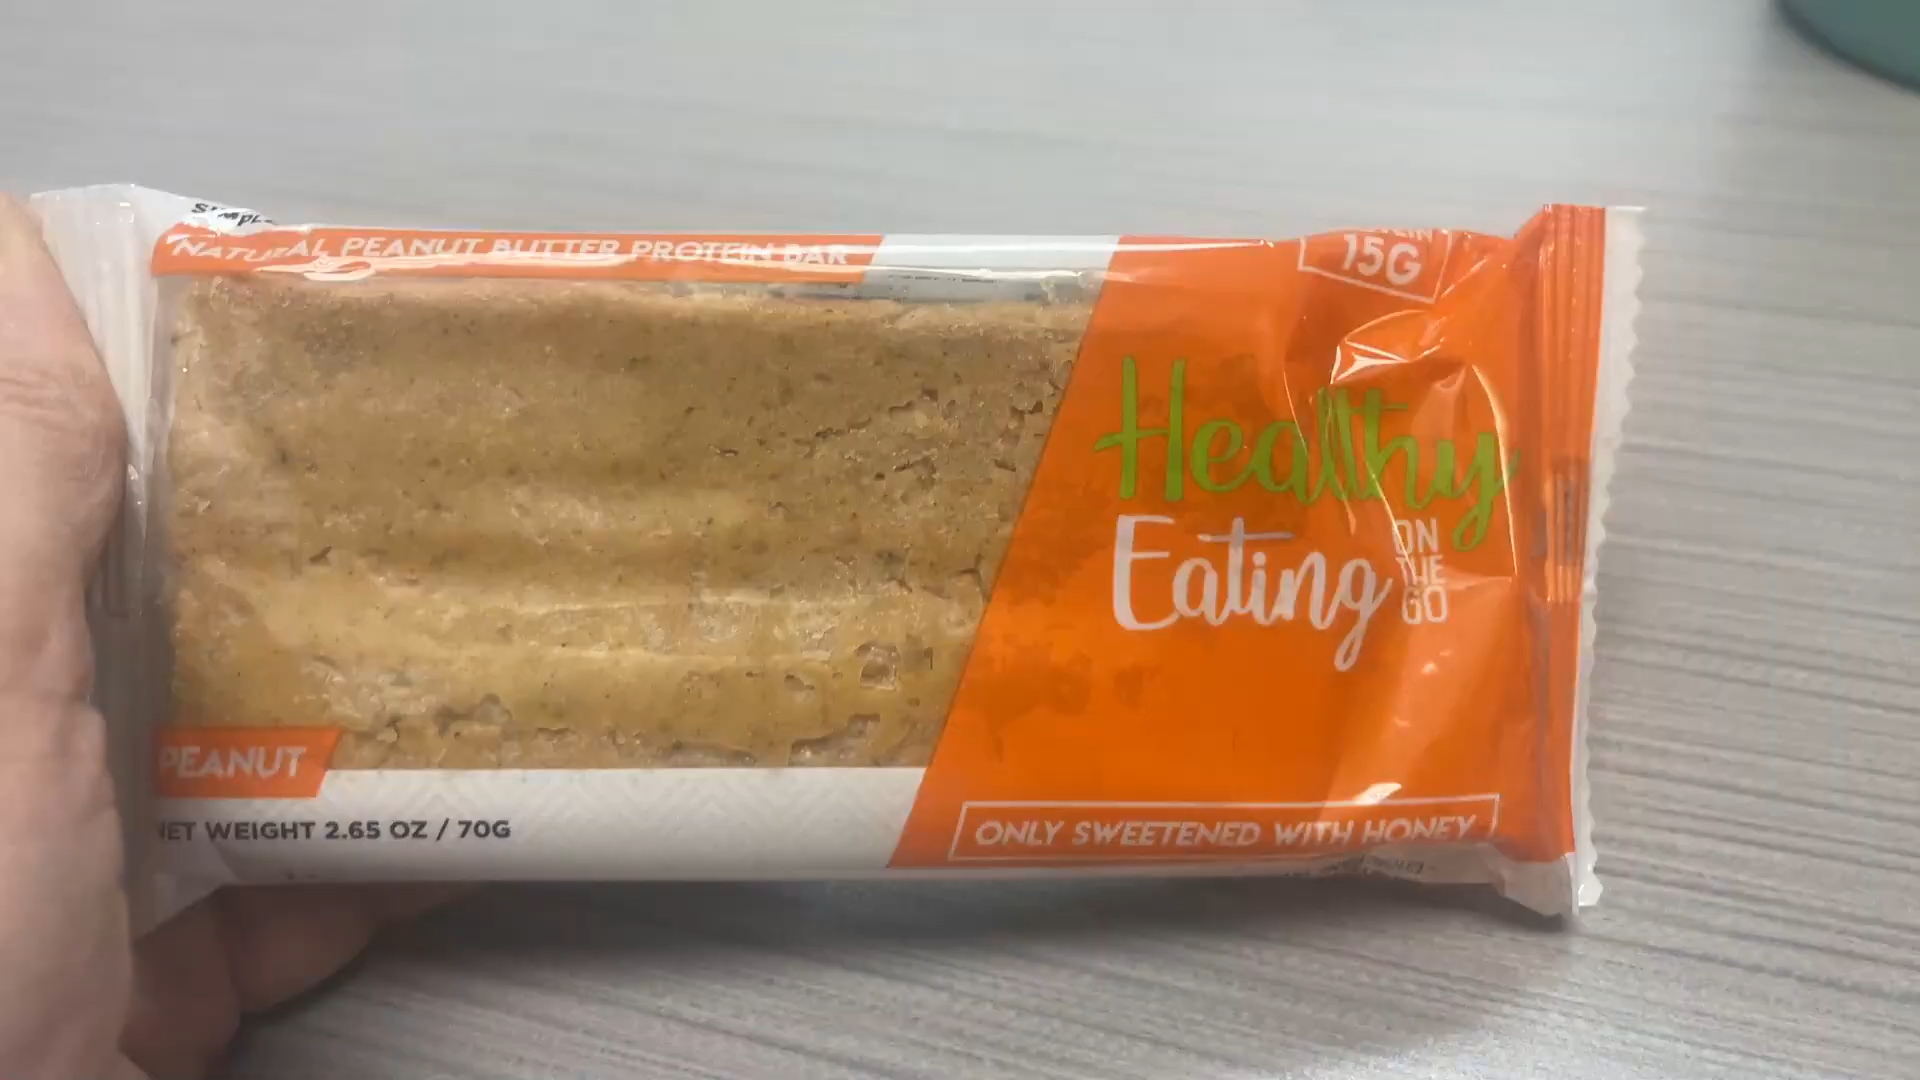 NATURAL PEANUT BUTTER PROTEIN BAR
15G
Healthy
Eating
ON
THE
GO
PEANUT
NET WEIGHT 2.65 OZ / 70G
ONLY SWEETENED WITH HONEY